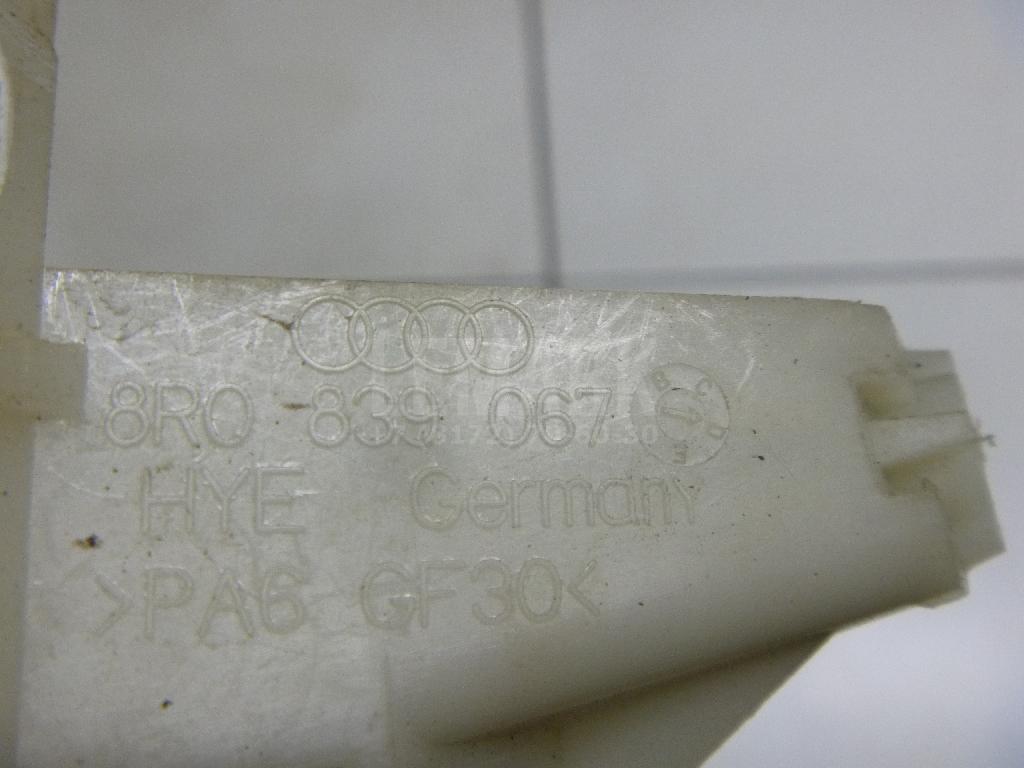 8R0 839 067
HYE Germany
>PA6 GF30<